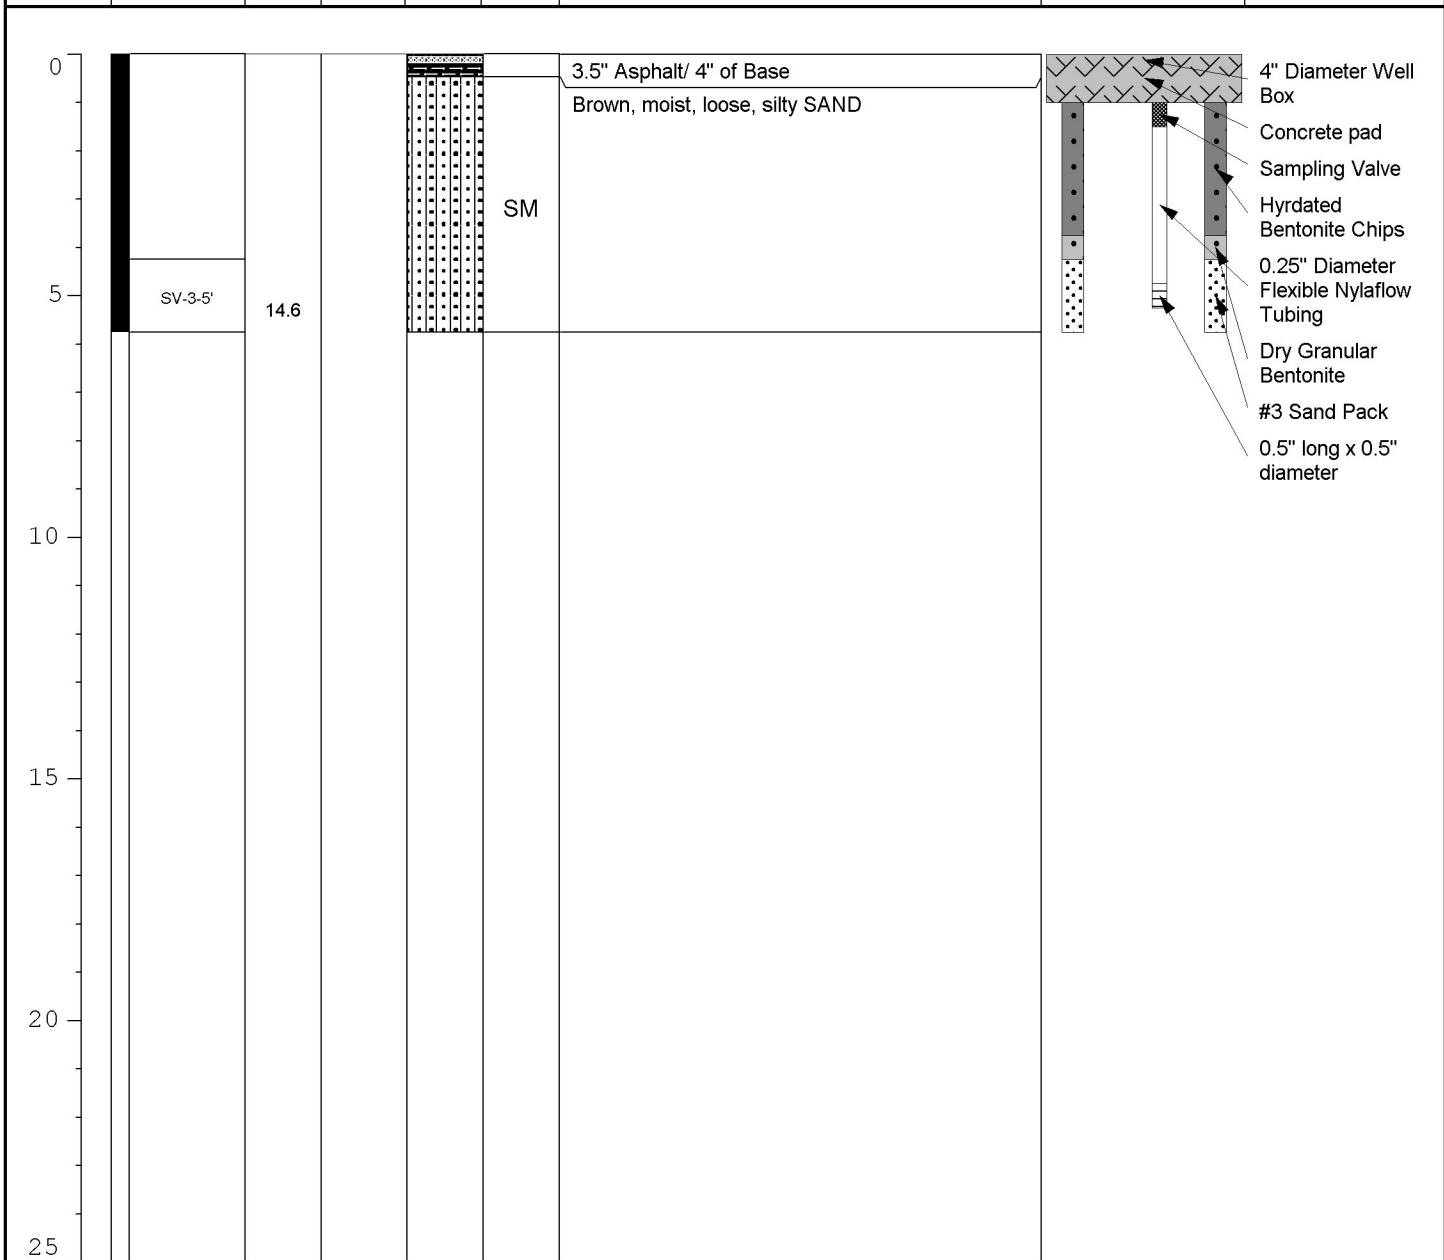 0
3.5" Asphalt/ 4" of Base
Brown, moist, loose, silty SAND
SM
SV-3-5'
14.6
4" Diameter Well
Box
Concrete pad
Sampling Valve
Hyrdated
Bentonite Chips
0.25" Diameter
Flexible Nylaflow
Tubing
Dry Granular
Bentonite
#3 Sand Pack
0.5" long x 0.5"
diameter
5
10
15
20
25